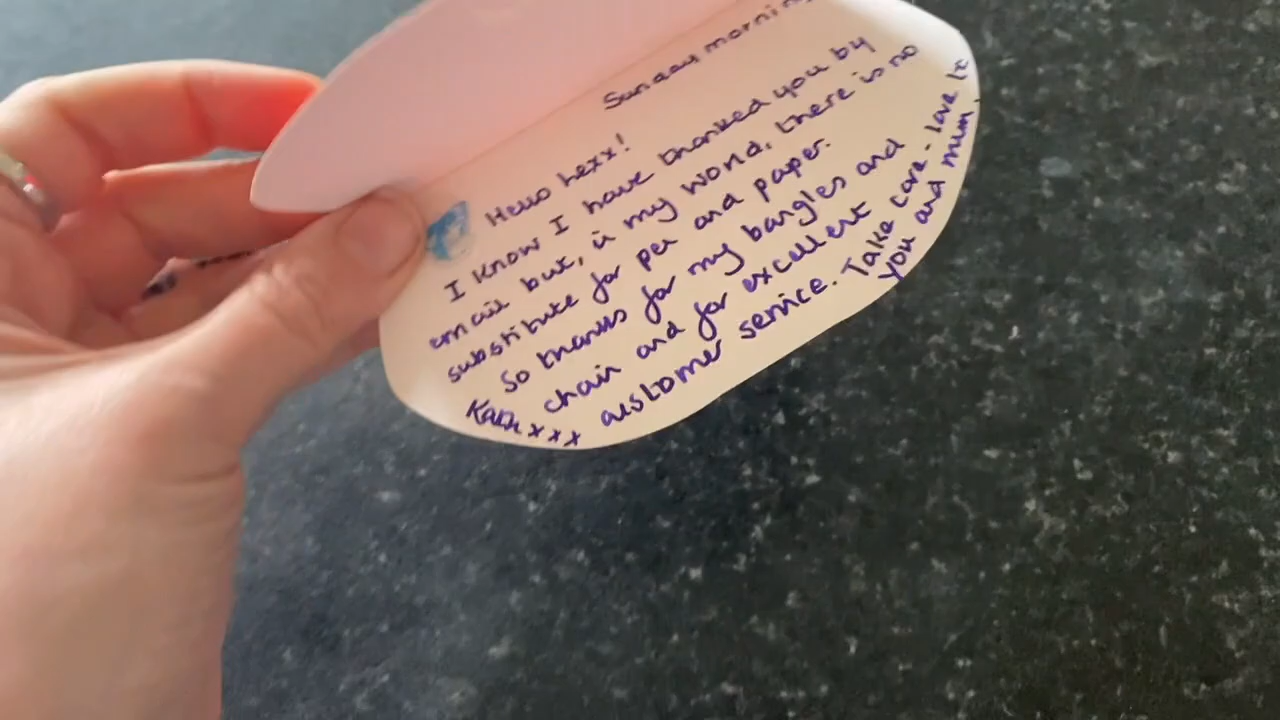 Sunday morning
Hello hexx!
I know I have thanked you by
email but, in my world, there is no
substitute for pen and paper.
So thanks for my bangles and
chain and for excellent
customer service. Take care - love to
you and mum,
xxx